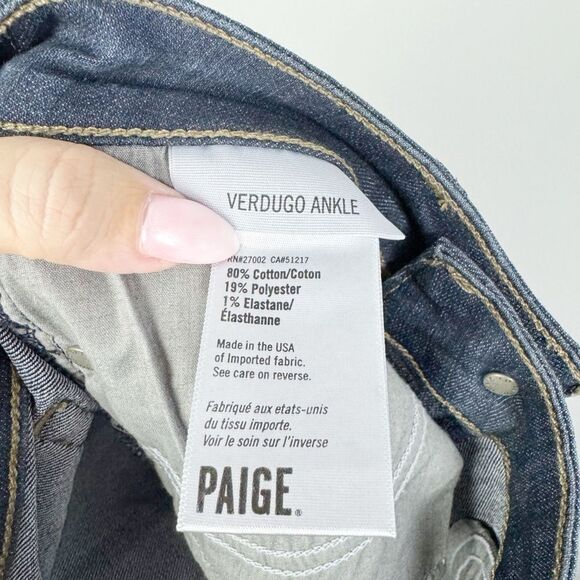 VERDUGO ANKLE
RN#27002 CA#51217
80% Cotton/Coton
19% Polyester
1% Elastane/
Élasthanne
Made in the USA
of Imported fabric.
See care on reverse.
Fabriqué aux etats-unis
du tissu importe.
Voir le soin sur l'inverse
PAIGE®